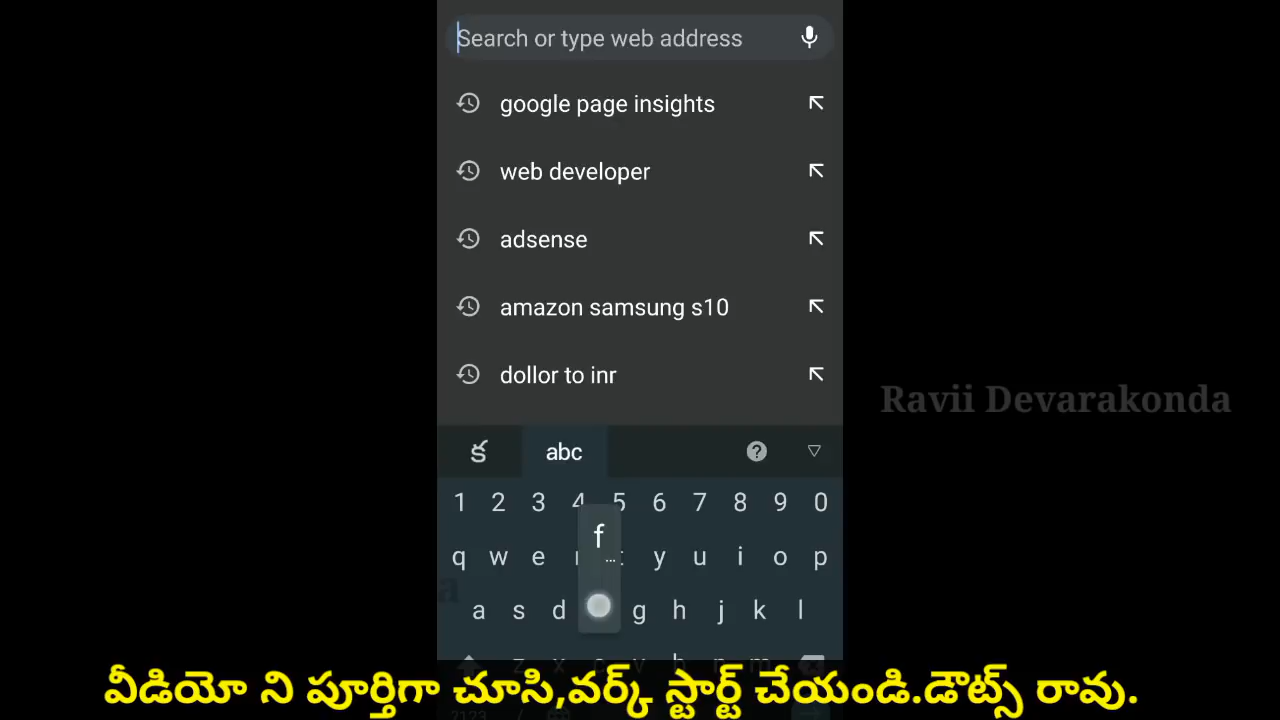 Search or type web address
google page insights
web developer
adsense
amazon samsung s10
dollor to inr
Ravii Devarakonda
క abc ?
1 2 3 4 5 6 7 8 9 0
f
q w e y u i o p
a s d g h j k l
వీడియో ని పూర్తిగా చూసి,వర్క్ స్టార్ట్ చేయండి.డౌట్స్ రావు.